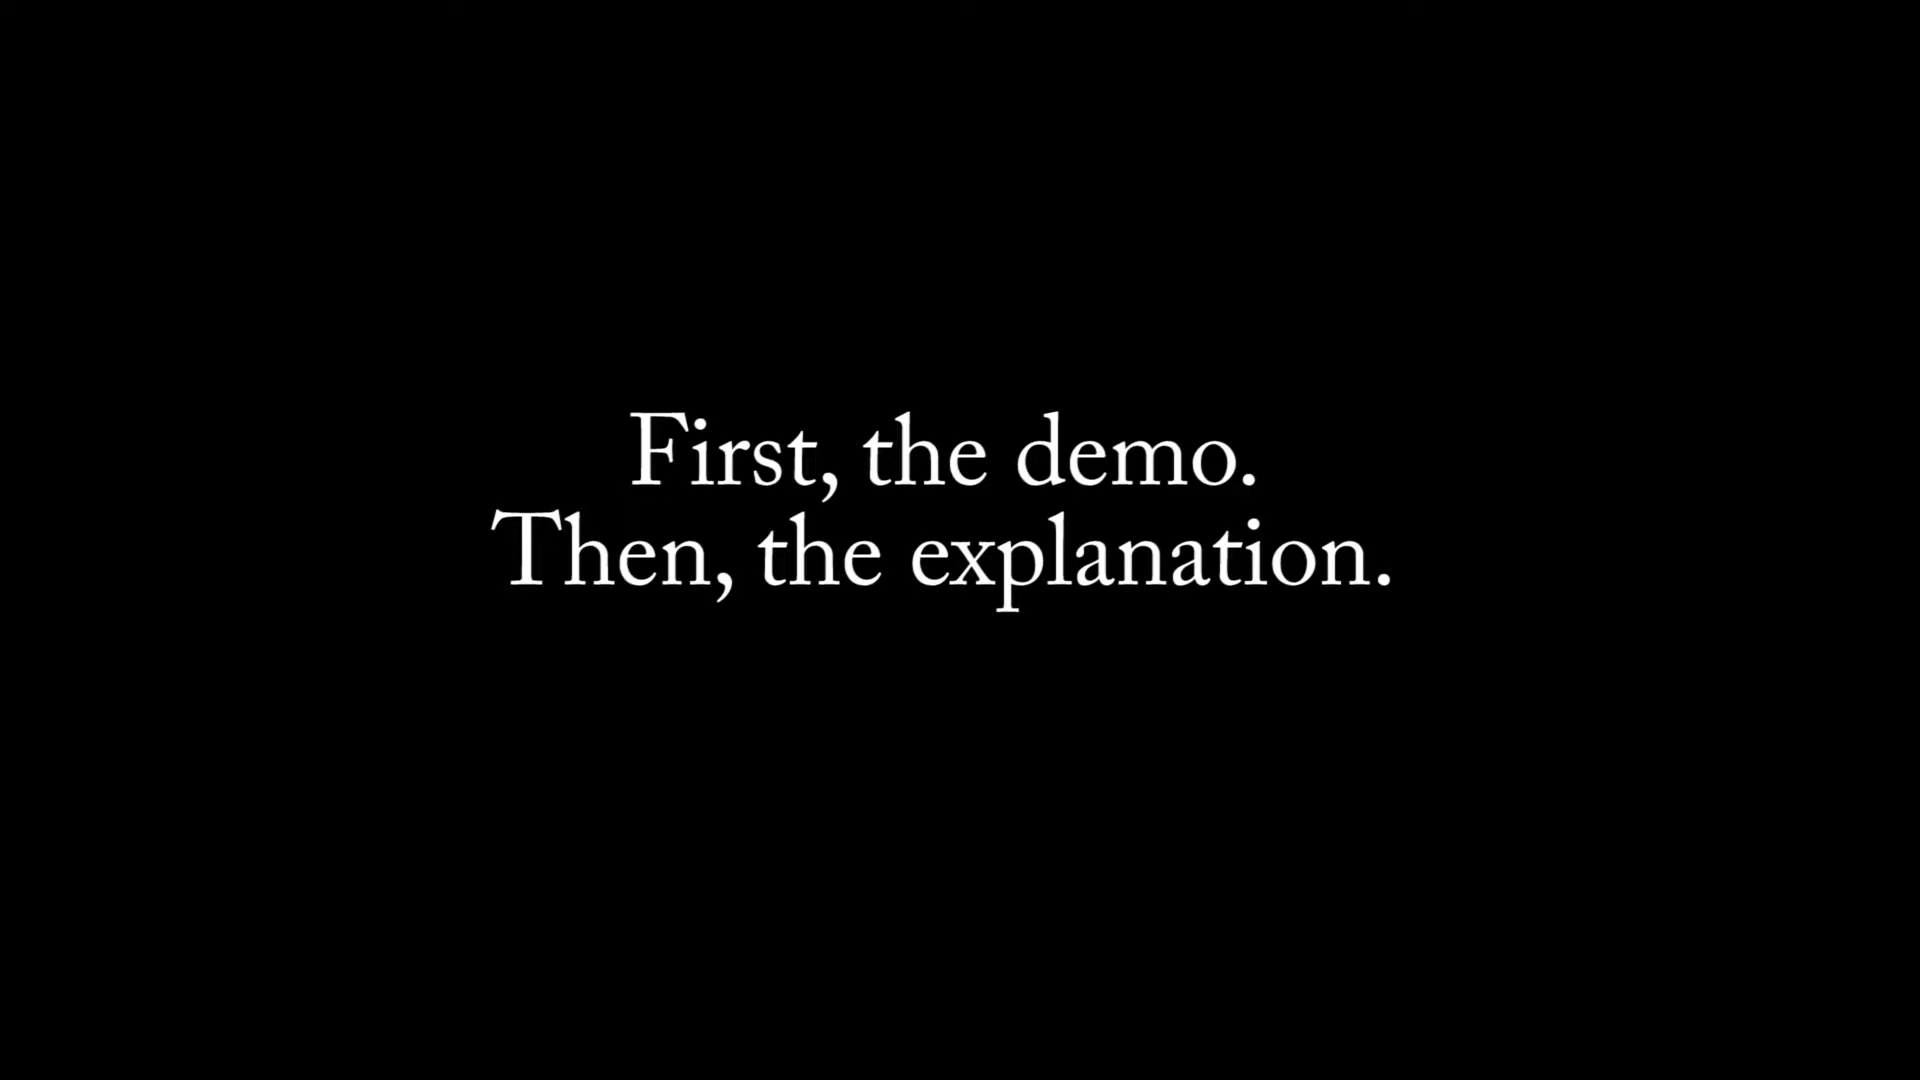 First, the demo.
Then, the explanation.